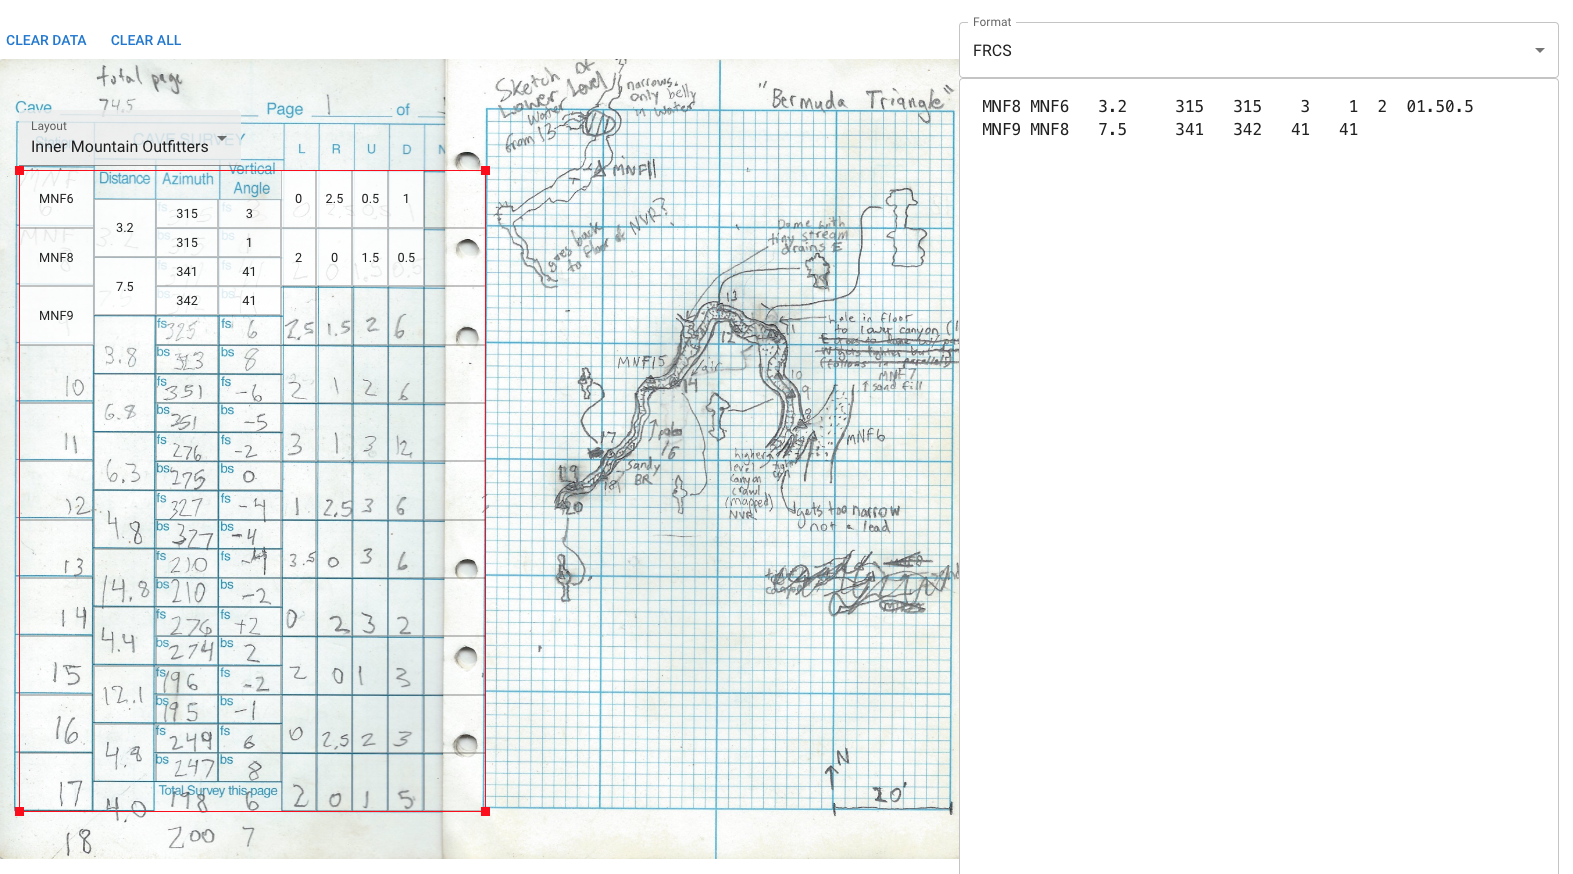 CLEAR DATA CLEAR ALL
total page
Cave 74.5 Page 1 of
Layout
Inner Mountain Outfitters
CAVE SURVEY
L R U D N
Distance Azimuth Vertical Angle
MNF6 0 2.5 0.5 1
3.2 315 3
315 1
MNF8 2 0 1.5 0.5
7.5 341 41
342 41
MNF9
fs 325 fs 6 2.5 1.5 2 6
3.8 bs 323 bs 8
10 fs 351 fs -6 2 1 2 6
6.8 bs 351 bs -5
11 fs 276 fs -2 3 1 3 12
6.3 bs 275 bs 0
12 fs 327 fs -4 1 2.5 3 6
4.8 bs 327 bs -4
13 fs 210 fs -4 3.5 0 3 6
14.8 bs 210 bs -2
14 fs 276 fs +2 0 2 3 2
4.4 bs 274 bs 2
15 fs 196 fs -2 2 0 1 3
12.1 bs 195 bs -1
16 fs 249 fs 6 0 2.5 2 3
4.8 bs 247 bs 8
Total Survey this page
17 4.0 198 6 2 0 1 5
18 200 7
Sketch of
Lower Level
Water
from 13
narrows.
only belly
in water
"Bermuda Triangle"
MNF11
goes back
to floor of NVR?
Dome with
tiny stream
drains E
13
hole in floor
to lower canyon
12
11
MNF15
air
14
MNF7
↑ sand fill
10
9
8
MNF6
17
16
Sandy
BR
19
18
20
higher
level
canyon
crawl
(mapped)
NVR
gets too narrow
not a lead
N
20'
Format
FRCS
MNF8 MNF6 3.2 315 315 3 1 2 01.50.5
MNF9 MNF8 7.5 341 342 41 41